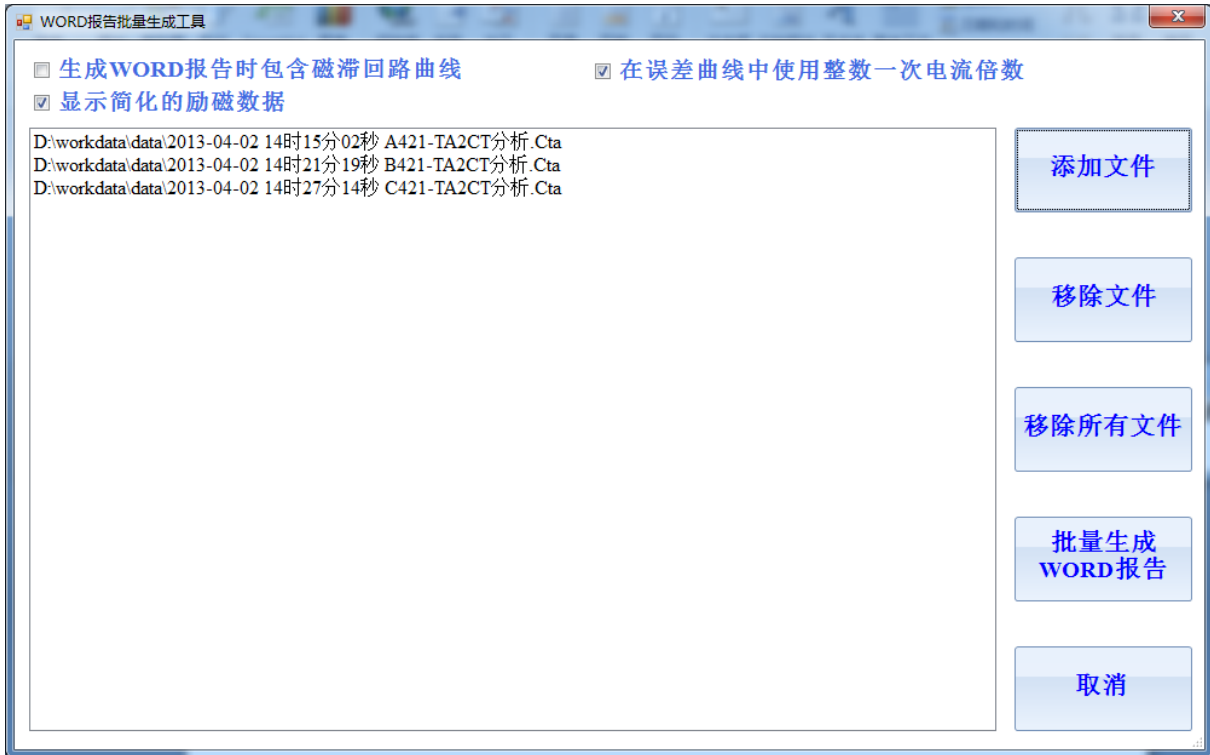 WORD报告批量生成工具
生成WORD报告时包含磁滞回路曲线
在误差曲线中使用整数一次电流倍数
显示简化的励磁数据
D:\workdata\data\2013-04-02 14时15分02秒 A421-TA2CT分析.Cta
D:\workdata\data\2013-04-02 14时21分19秒 B421-TA2CT分析.Cta
D:\workdata\data\2013-04-02 14时27分14秒 C421-TA2CT分析.Cta
添加文件
移除文件
移除所有文件
批量生成
WORD报告
取消